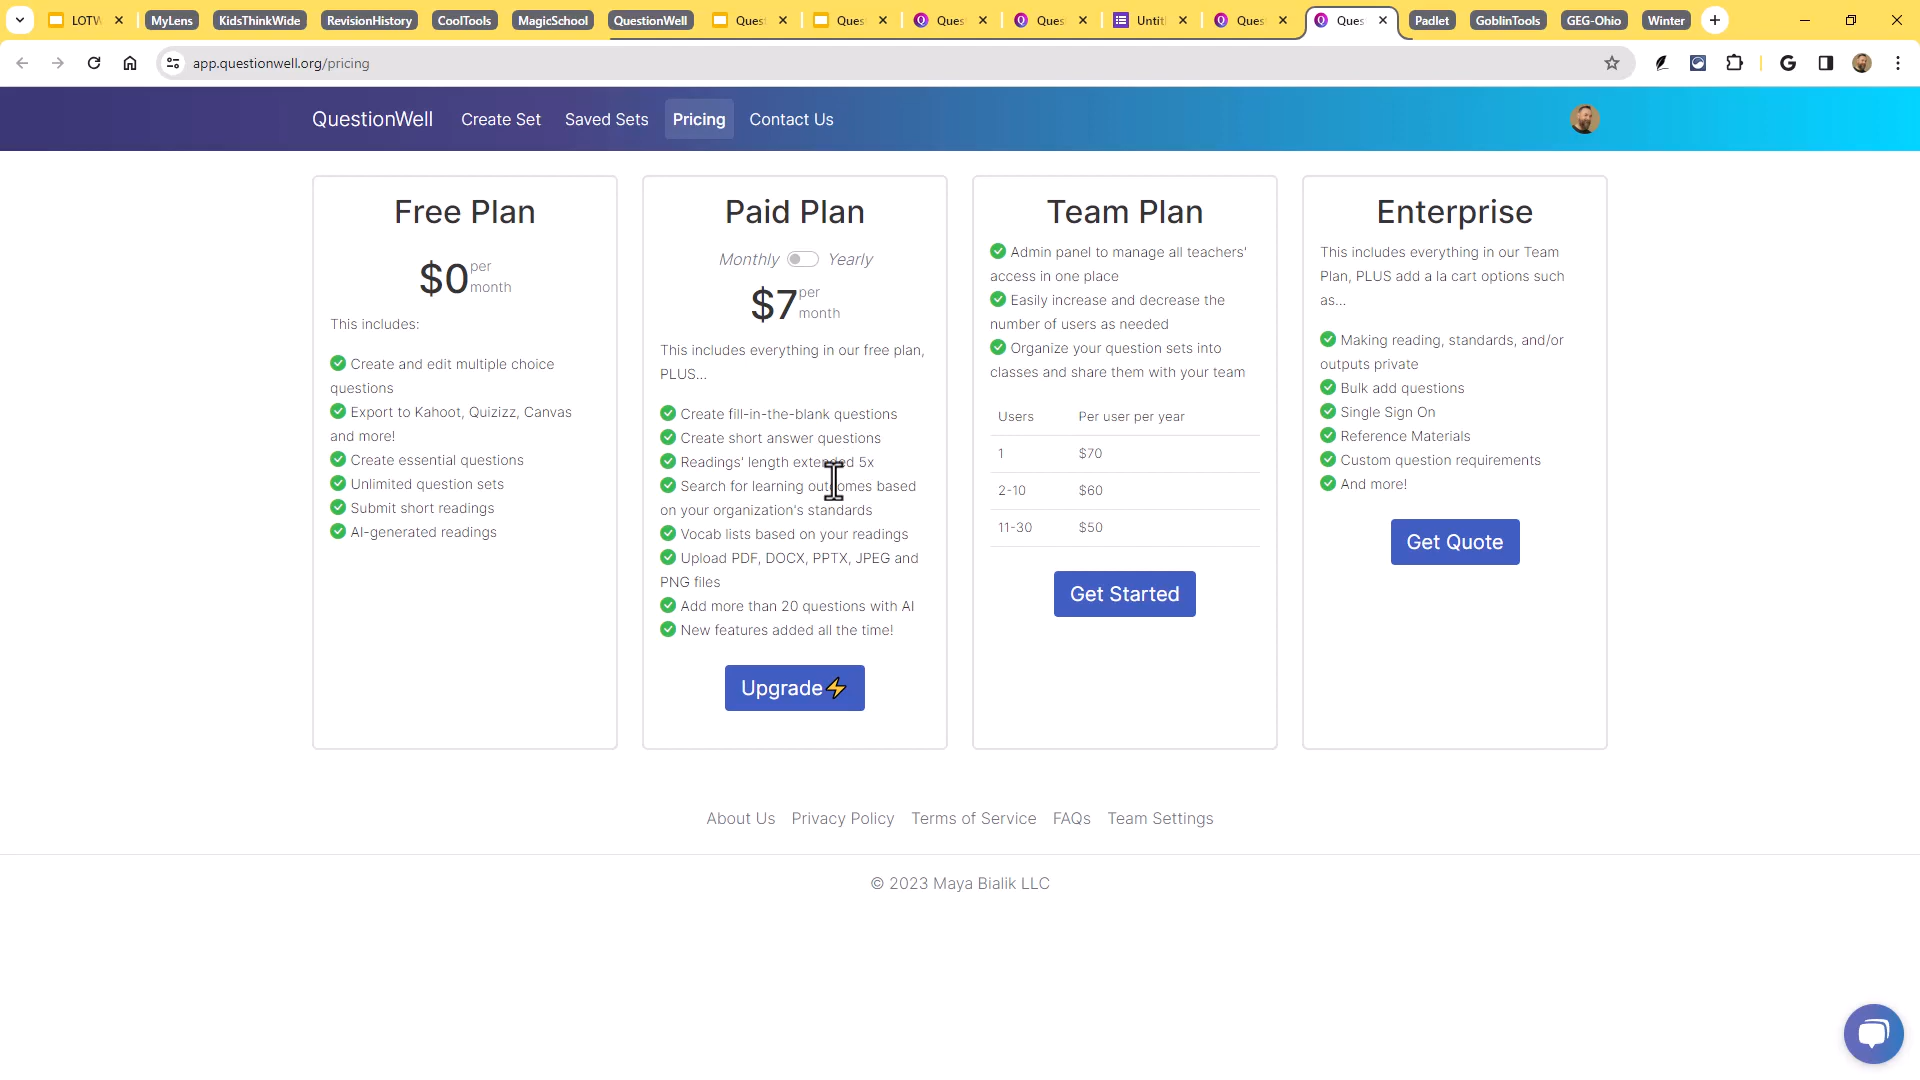 LOTW
MyLens
KidsThinkWide
RevisionHistory
CoolTools
MagicSchool
QuestionWell
Ques
Ques
Ques
Ques
Untitl
Ques
Ques
Padlet
GoblinTools
GEG-Ohio
Winter
app.questionwell.org/pricing
QuestionWell
Create Set
Saved Sets
Pricing
Contact Us
Free Plan
$0 per
month
This includes:
Create and edit multiple choice
questions
Export to Kahoot, Quizizz, Canvas
and more!
Create essential questions
Unlimited question sets
Submit short readings
AI-generated readings
Paid Plan
Monthly Yearly
$7 per
month
This includes everything in our free plan,
PLUS...
Create fill-in-the-blank questions
Create short answer questions
Readings' length extended 5x
Search for learning outcomes based
on your organization's standards
Vocab lists based on your readings
Upload PDF, DOCX, PPTX, JPEG and
PNG files
Add more than 20 questions with AI
New features added all the time!
Upgrade⚡
Team Plan
Admin panel to manage all teachers'
access in one place
Easily increase and decrease the
number of users as needed
Organize your question sets into
classes and share them with your team
Users Per user per year
1 $70
2-10 $60
11-30 $50
Get Started
Enterprise
This includes everything in our Team
Plan, PLUS add a la cart options such
as...
Making reading, standards, and/or
outputs private
Bulk add questions
Single Sign On
Reference Materials
Custom question requirements
And more!
Get Quote
About Us Privacy Policy Terms of Service FAQs Team Settings
© 2023 Maya Bialik LLC